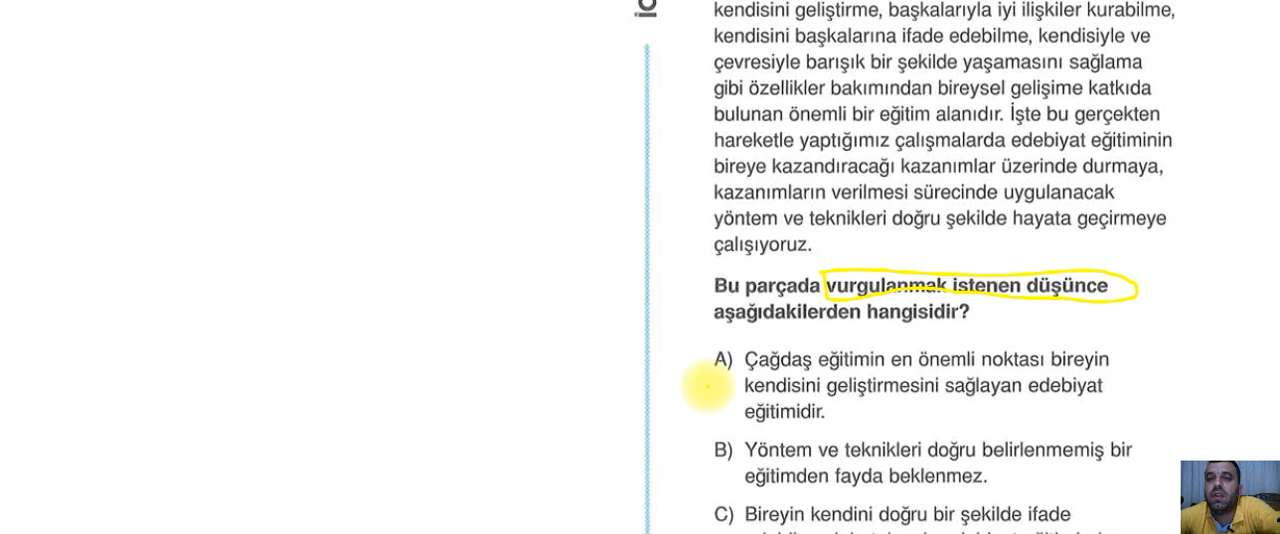 kendisini geliştirme, başkalarıyla iyi ilişkiler kurabilme,
kendisini başkalarına ifade edebilme, kendisiyle ve
çevresiyle barışık bir şekilde yaşamasını sağlama
gibi özellikler bakımından bireysel gelişime katkıda
bulunan önemli bir eğitim alanıdır. İşte bu gerçekten
hareketle yaptığımız çalışmalarda edebiyat eğitiminin
bireye kazandıracağı kazanımlar üzerinde durmaya,
kazanımların verilmesi sürecinde uygulanacak
yöntem ve teknikleri doğru şekilde hayata geçirmeye
çalışıyoruz.
Bu parçada vurgulanmak istenen düşünce
aşağıdakilerden hangisidir?
A) Çağdaş eğitimin en önemli noktası bireyin
kendisini geliştirmesini sağlayan edebiyat
eğitimidir.
B) Yöntem ve teknikleri doğru belirlenmemiş bir
eğitimden fayda beklenmez.
C) Bireyin kendini doğru bir şekilde ifade